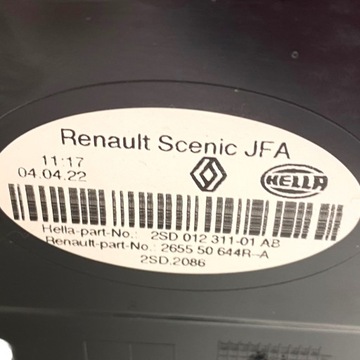 Renault Scenic JFA
11:17
04.04.22
HELLA
Hella-part-No.: 2SD 012 311-01 AB
Renault-part-No.: 2655 50 644R-A
2SD.2086